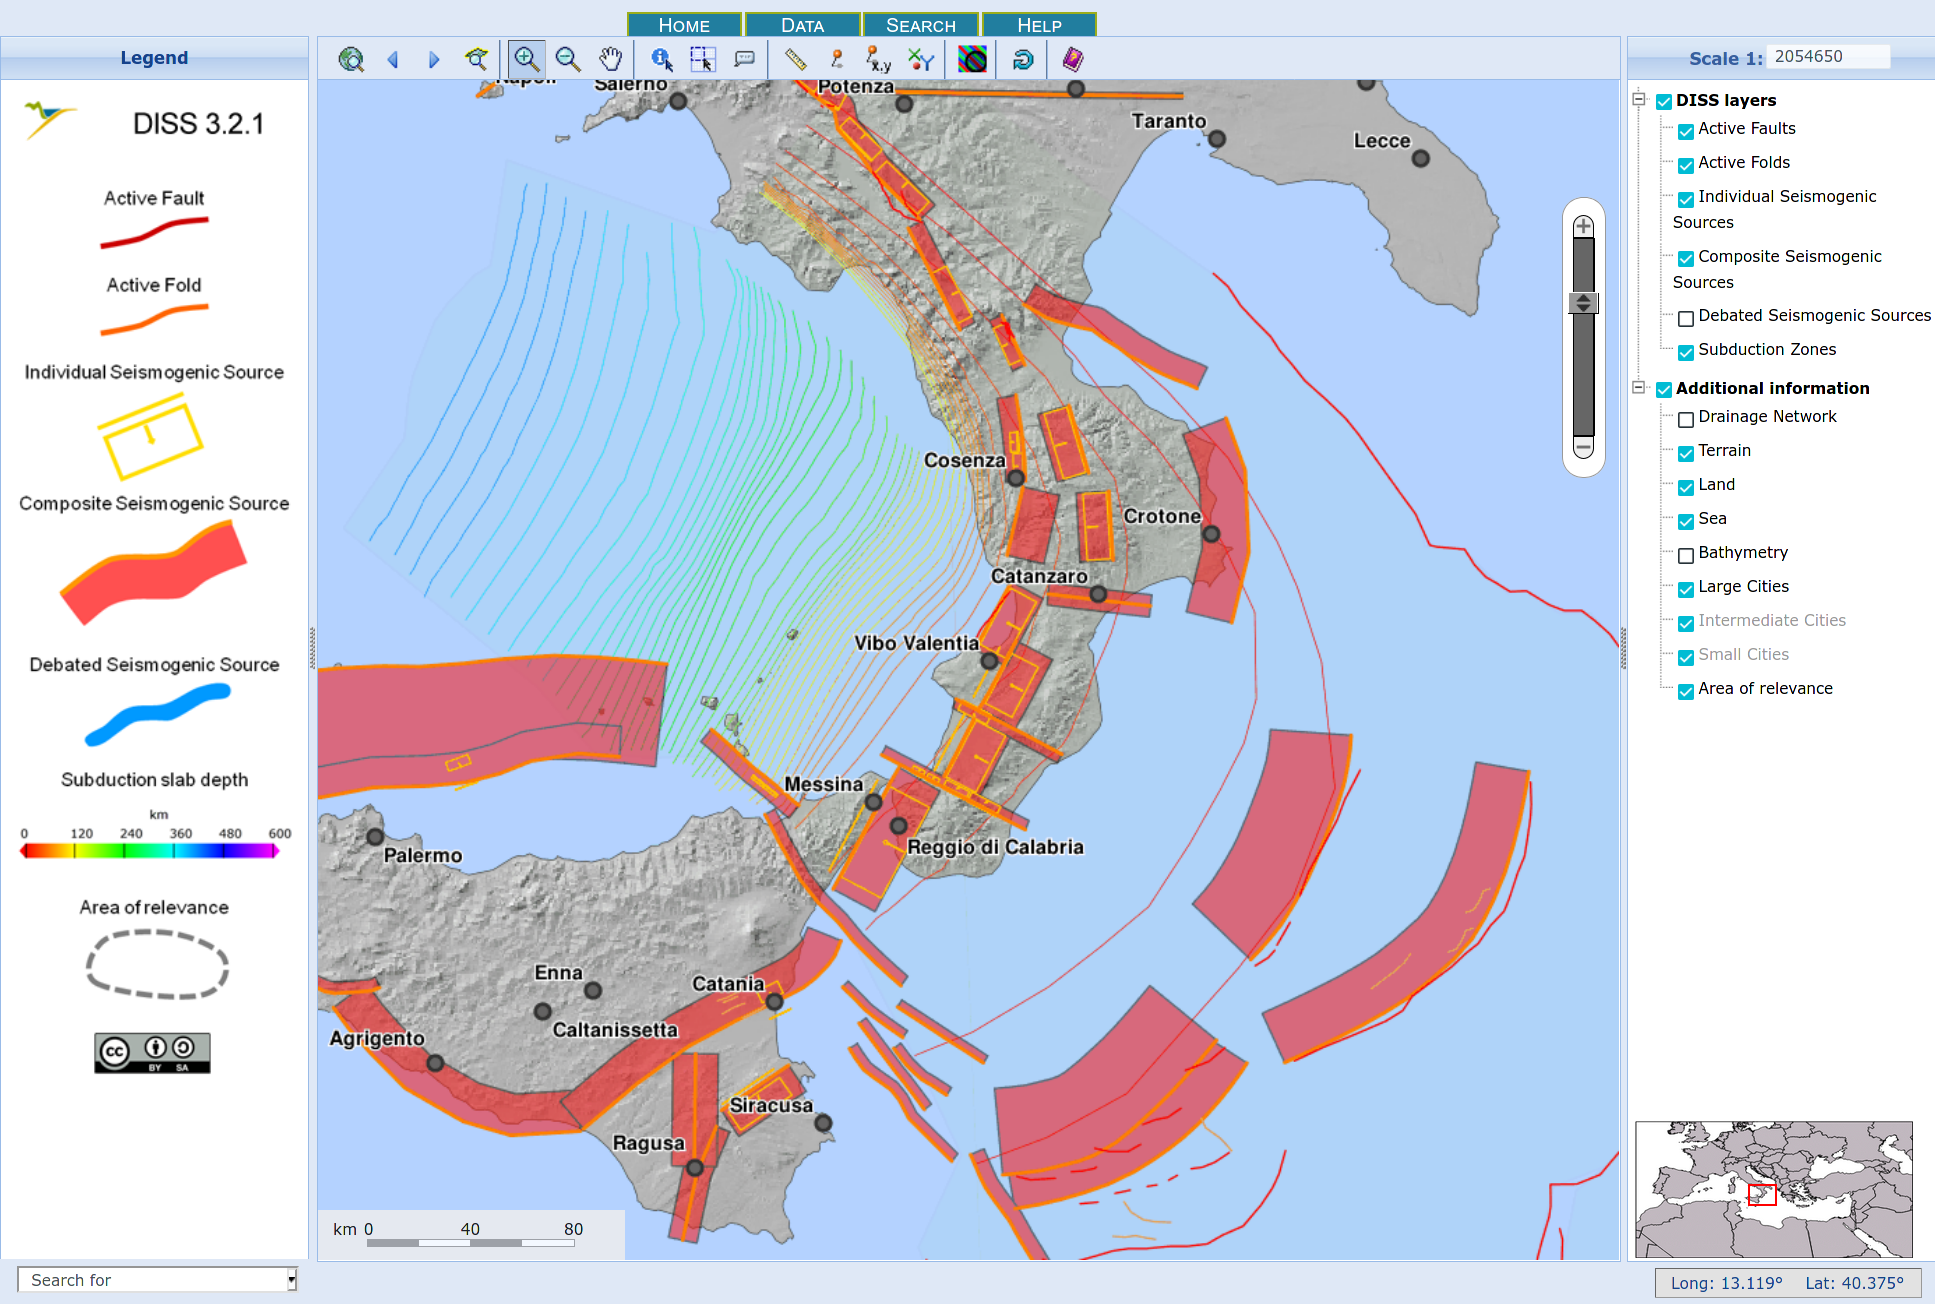 HOME
DATA
SEARCH
HELP
Legend
DISS 3.2.1
Active Fault
Active Fold
Individual Seismogenic Source
Composite Seismogenic Source
Debated Seismogenic Source
Subduction slab depth
km
0 120 240 360 480 600
Area of relevance
cc
BY SA
Search for
x,y
Napoli
Salerno
Potenza
Taranto
Lecce
Cosenza
Crotone
Catanzaro
Vibo Valentia
Messina
Reggio di Calabria
Palermo
Enna
Catania
Caltanissetta
Agrigento
Siracusa
Ragusa
km 0 40 80
Scale 1: 2054650
DISS layers
Active Faults
Active Folds
Individual Seismogenic
Sources
Composite Seismogenic
Sources
Debated Seismogenic Sources
Subduction Zones
Additional information
Drainage Network
Terrain
Land
Sea
Bathymetry
Large Cities
Intermediate Cities
Small Cities
Area of relevance
Long: 13.119° Lat: 40.375°